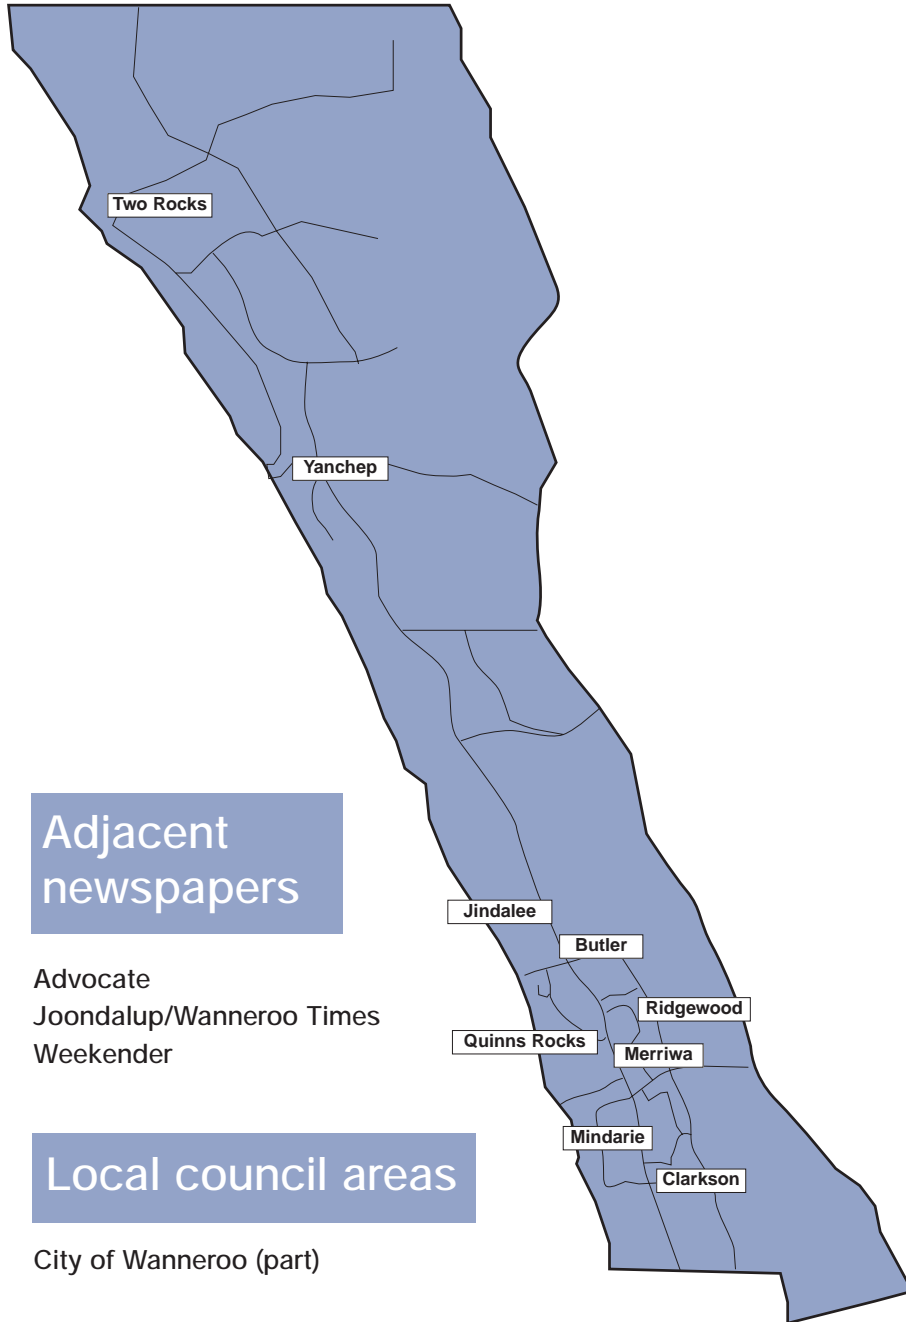 Two Rocks
Yanchep
Adjacent
newspapers
Advocate
Joondalup/Wanneroo Times
Weekender
Jindalee
Butler
Ridgewood
Quinns Rocks
Merriwa
Mindarie
Clarkson
Local council areas
City of Wanneroo (part)